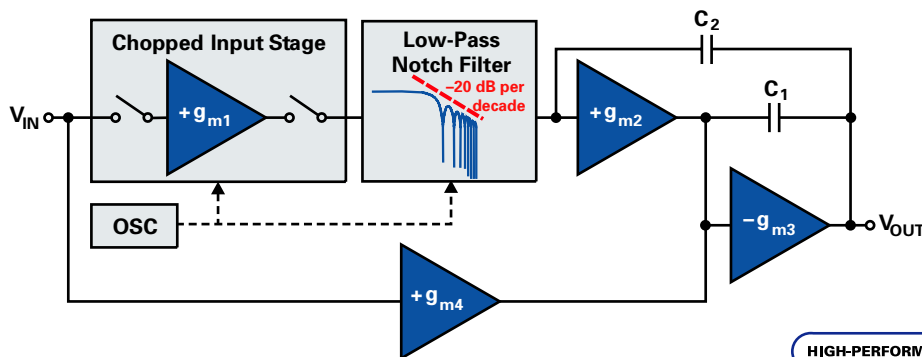 Chopped Input Stage
Low-Pass
Notch Filter
–20 dB per
decade
C2
C1
VIN
+gm1
+gm2
OSC
–gm3
VOUT
+gm4
HIGH-PERFORM